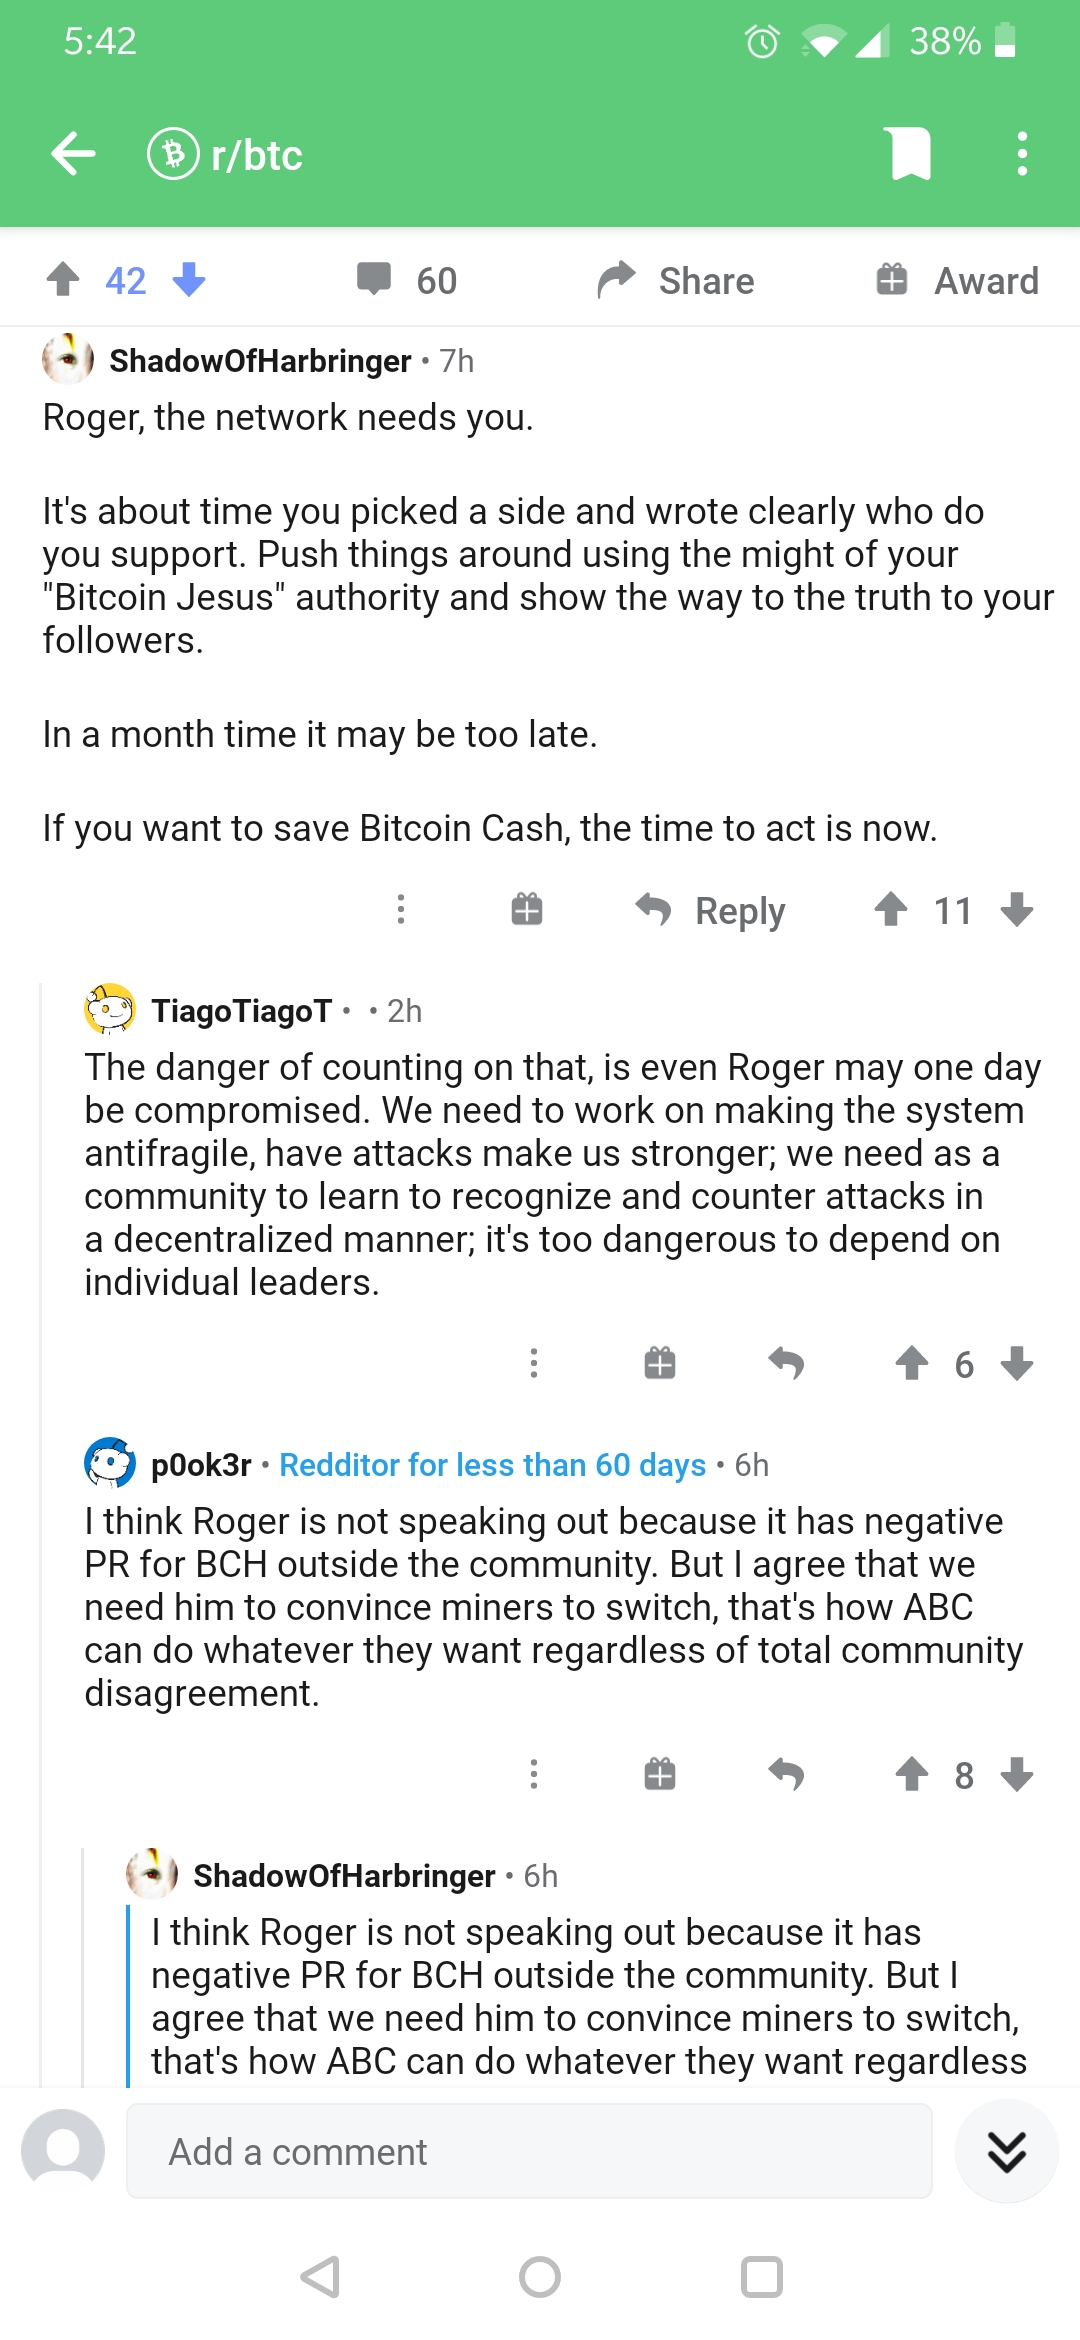 5:42 38%
r/btc
42 60 Share Award
ShadowOfHarbringer • 7h
Roger, the network needs you.
It's about time you picked a side and wrote clearly who do
you support. Push things around using the might of your
"Bitcoin Jesus" authority and show the way to the truth to your
followers.
In a month time it may be too late.
If you want to save Bitcoin Cash, the time to act is now.
Reply 11
TiagoTiagoT • • 2h
The danger of counting on that, is even Roger may one day
be compromised. We need to work on making the system
antifragile, have attacks make us stronger; we need as a
community to learn to recognize and counter attacks in
a decentralized manner; it's too dangerous to depend on
individual leaders.
6
p0ok3r • Redditor for less than 60 days • 6h
I think Roger is not speaking out because it has negative
PR for BCH outside the community. But I agree that we
need him to convince miners to switch, that's how ABC
can do whatever they want regardless of total community
disagreement.
8
ShadowOfHarbringer • 6h
I think Roger is not speaking out because it has
negative PR for BCH outside the community. But I
agree that we need him to convince miners to switch,
that's how ABC can do whatever they want regardless
Add a comment